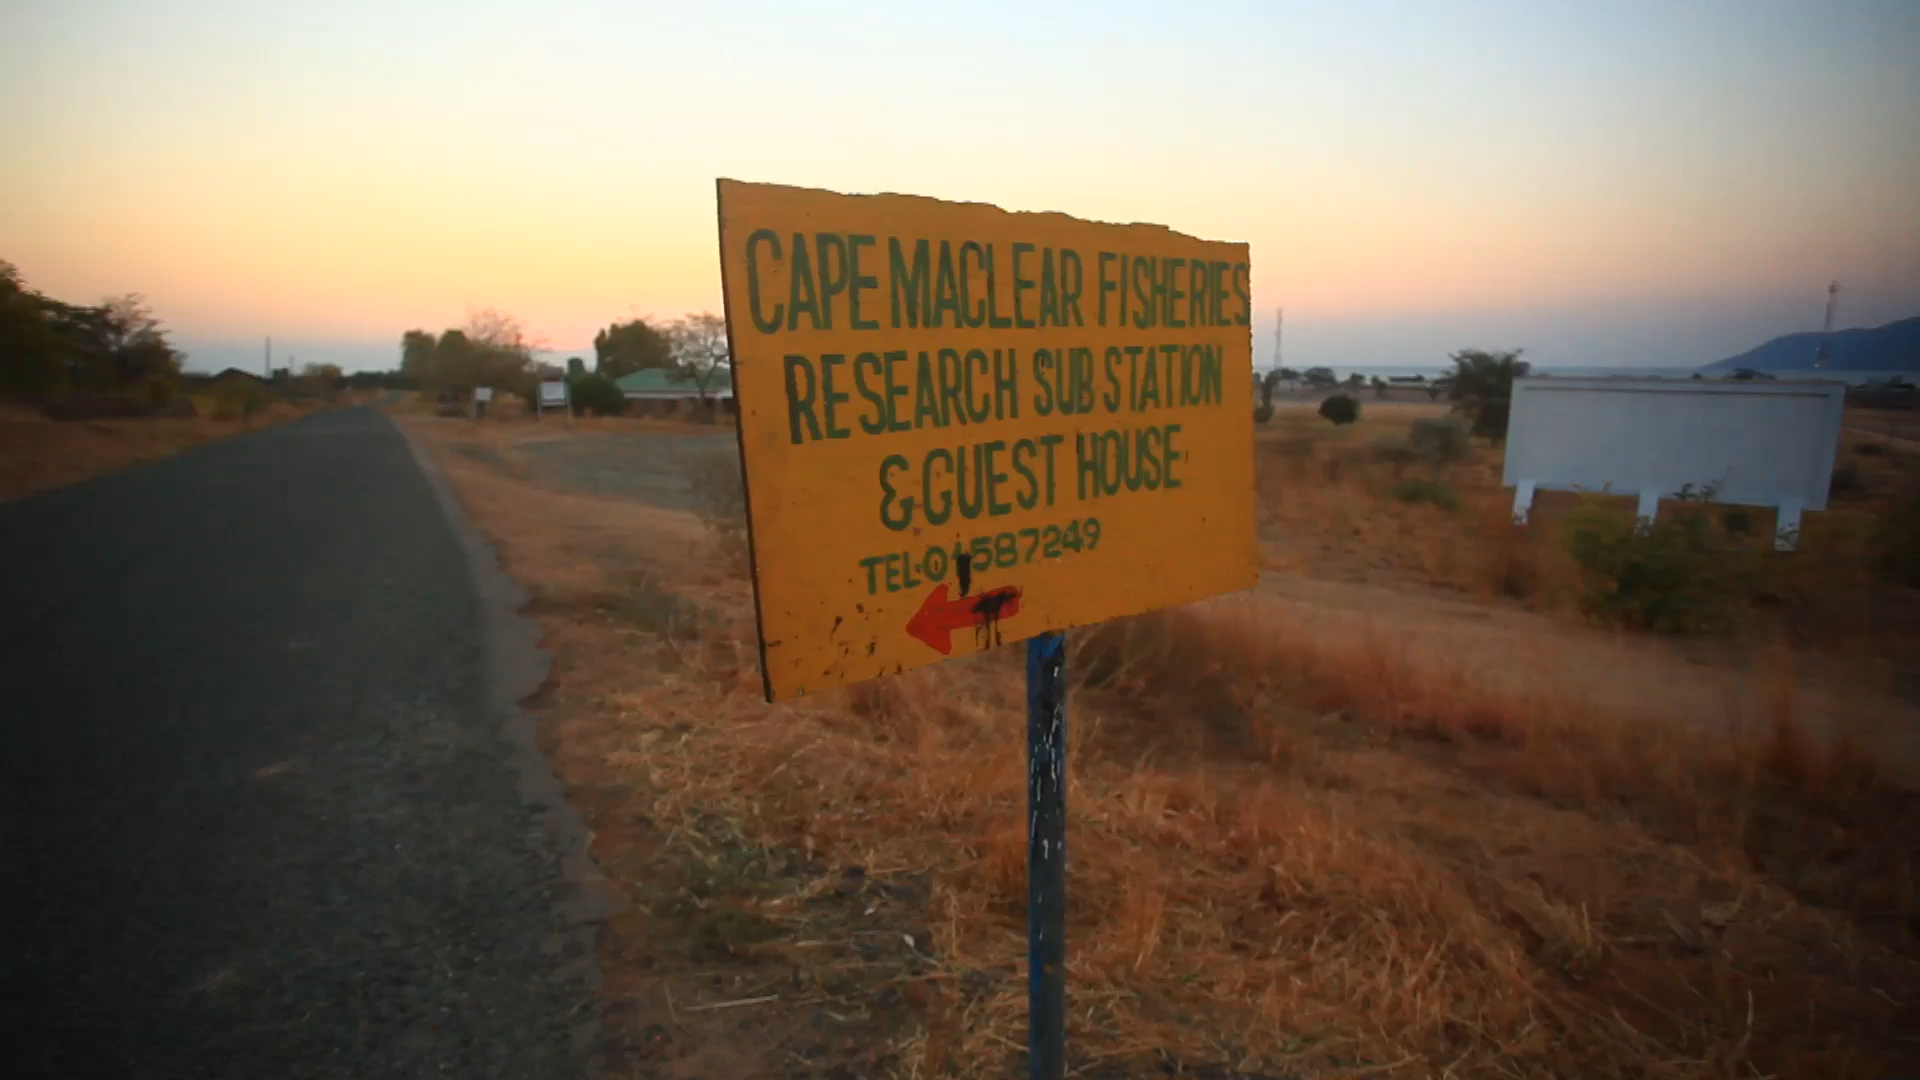 CAPE MACLEAR FISHERIES
RESEARCH SUB STATION
& GUEST HOUSE
TEL·01587249